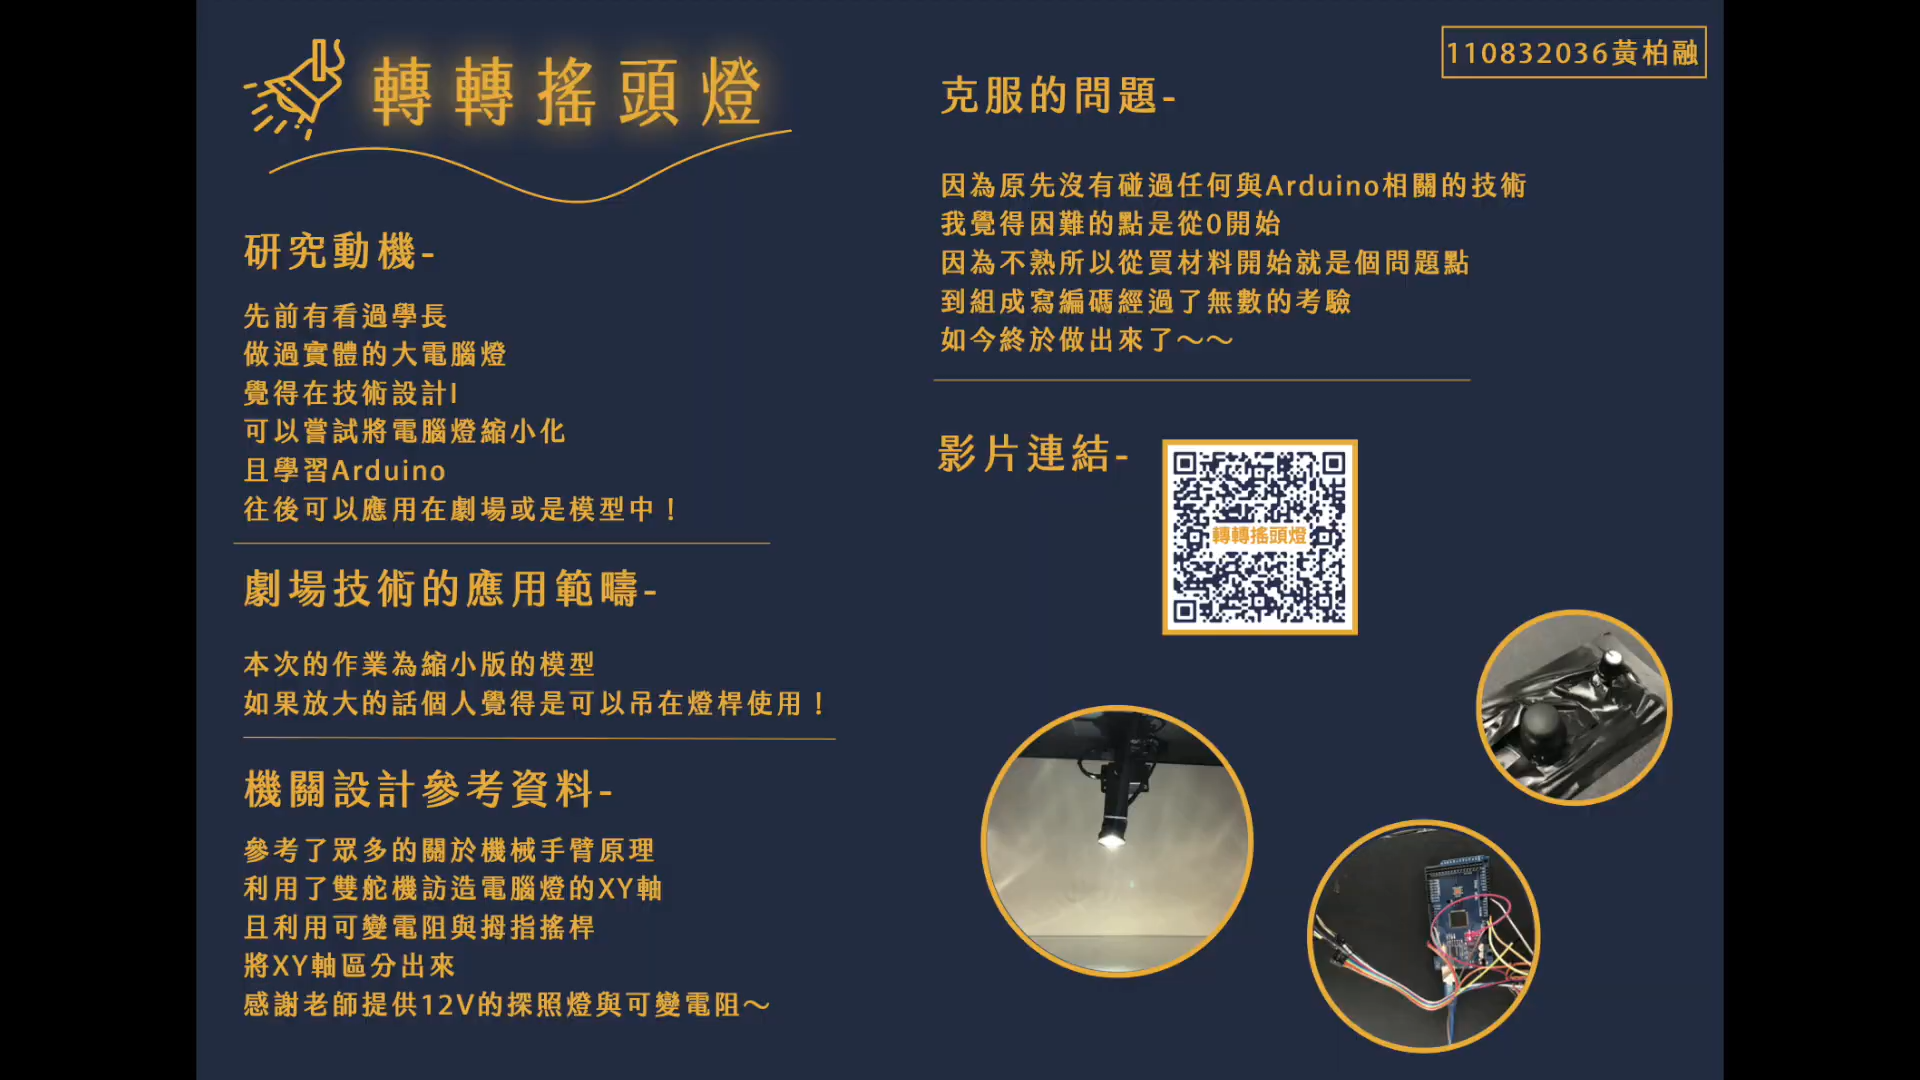 轉轉搖頭燈
研究動機-
先前有看過學長
做過實體的大電腦燈
覺得在技術設計I
可以嘗試將電腦燈縮小化
且學習Arduino
往後可以應用在劇場或是模型中！
劇場技術的應用範疇-
本次的作業為縮小版的模型
如果放大的話個人覺得是可以吊在燈桿使用！
機關設計參考資料-
參考了眾多的關於機械手臂原理
利用了雙舵機訪造電腦燈的XY軸
且利用可變電阻與拇指搖桿
將XY軸區分出來
感謝老師提供12V的探照燈與可變電阻～
110832036黃柏融
克服的問題-
因為原先沒有碰過任何與Arduino相關的技術
我覺得困難的點是從0開始
因為不熟所以從買材料開始就是個問題點
到組成寫編碼經過了無數的考驗
如今終於做出來了～～
影片連結-
轉轉搖頭燈